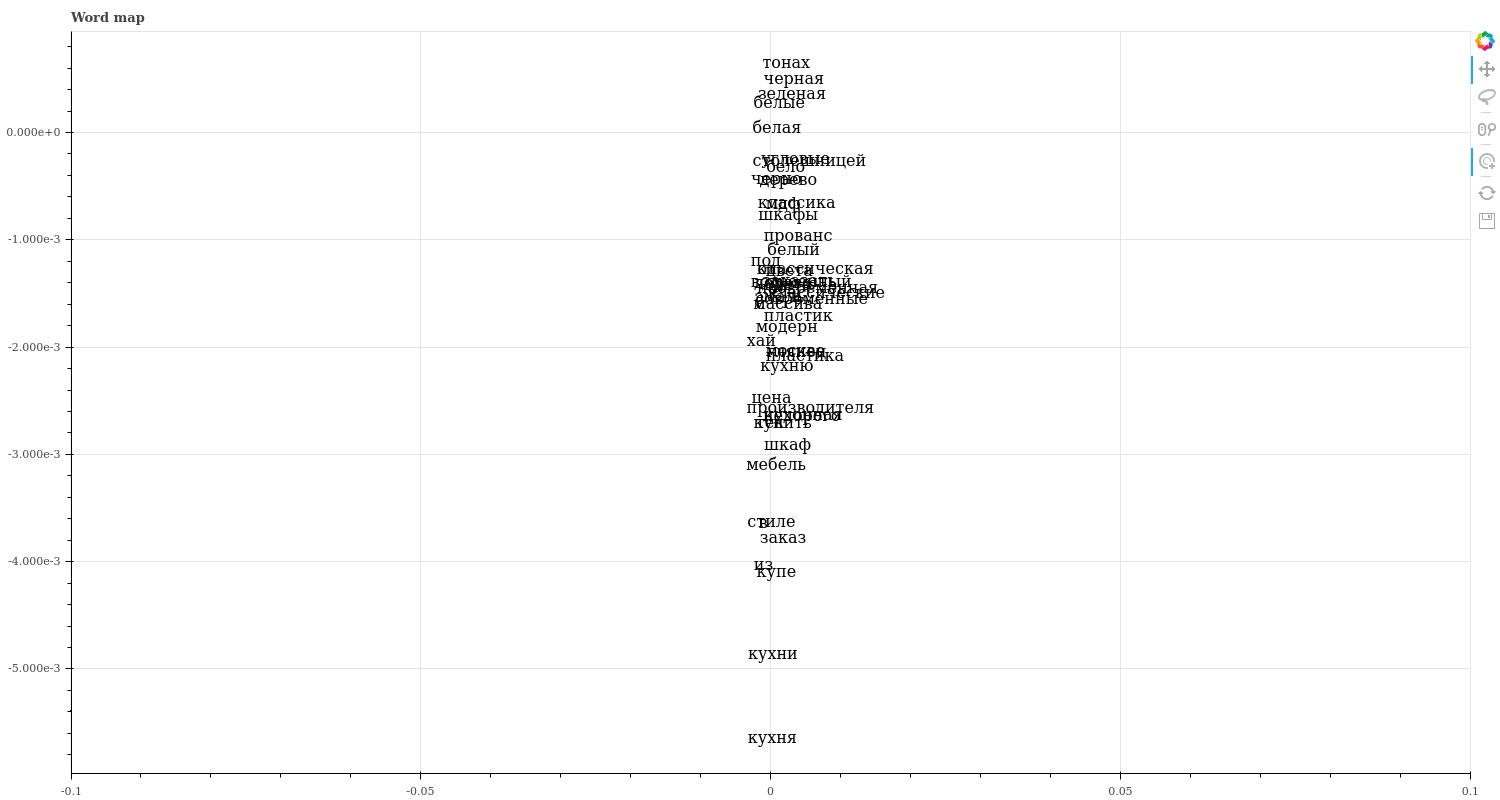 Word map
тонах
черная
зеленая
белые
0.000e+0
белая
угловые
столешницей
бело
черно
дерево
классика
шкафы
прованс
-1.000e-3
белый
под
классическая
цвета
массива
пластик
модерн
хай
-2.000e-3
москве
пластика
кухню
цена
производителя
купить
шкаф
-3.000e-3
мебель
стиле
в
заказ
из
-4.000e-3
купе
кухни
-5.000e-3
кухня
-0.1
-0.05
0
0.05
0.1